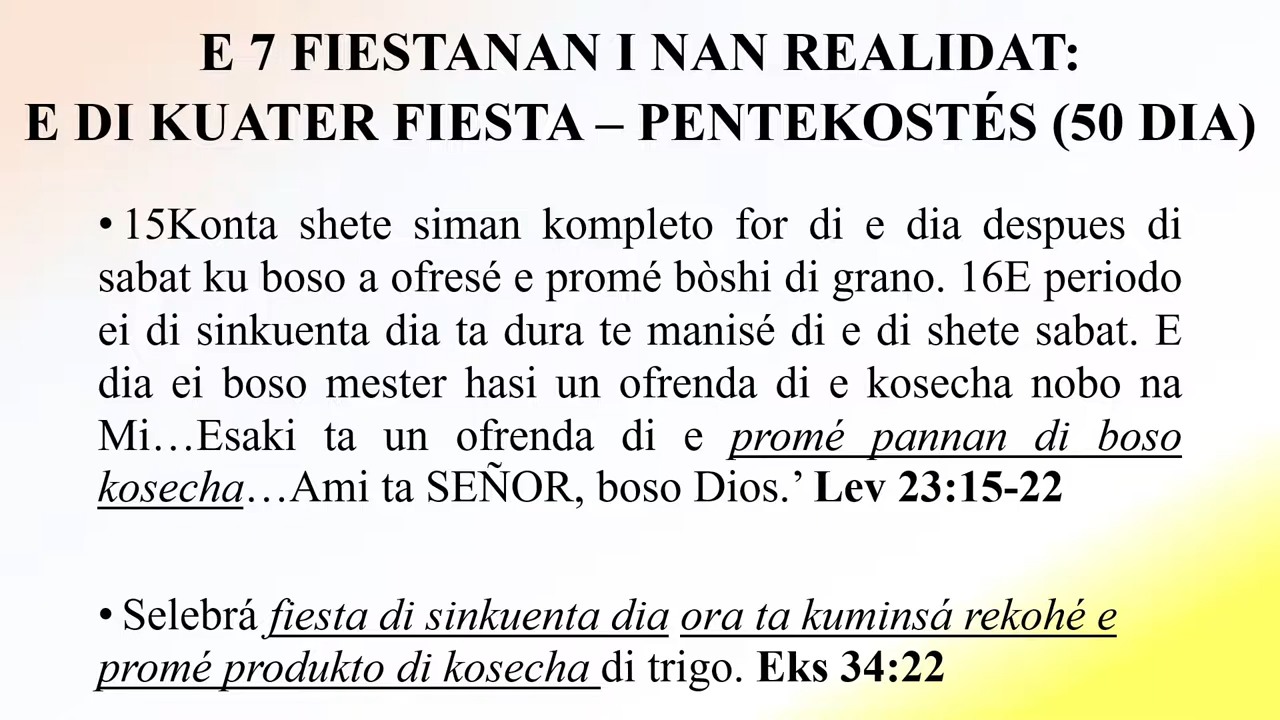 E 7 FIESTANAN I NAN REALIDAT:
E DI KUATER FIESTA – PENTEKOSTÉS (50 DIA)
• 15Konta shete siman kompleto for di e dia despues di
sabat ku boso a ofresé e promé bòshi di grano. 16E periodo
ei di sinkuenta dia ta dura te manisé di e di shete sabat. E
dia ei boso mester hasi un ofrenda di e kosecha nobo na
Mi…Esaki ta un ofrenda di e promé pannan di boso
kosecha…Ami ta SEÑOR, boso Dios.’ Lev 23:15-22
• Selebrá fiesta di sinkuenta dia ora ta kuminsá rekohé e
promé produkto di kosecha di trigo. Eks 34:22